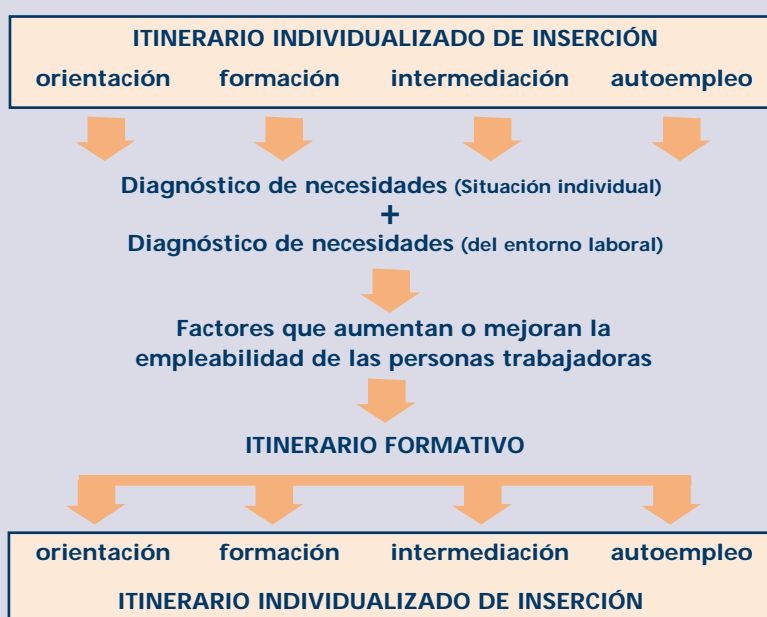 ITINERARIO INDIVIDUALIZADO DE INSERCIÓN
orientación formación intermediación autoempleo
Diagnóstico de necesidades (Situación individual)
+
Diagnóstico de necesidades (del entorno laboral)
Factores que aumentan o mejoran la
empleabilidad de las personas trabajadoras
ITINERARIO FORMATIVO
orientación formación intermediación autoempleo
ITINERARIO INDIVIDUALIZADO DE INSERCIÓN